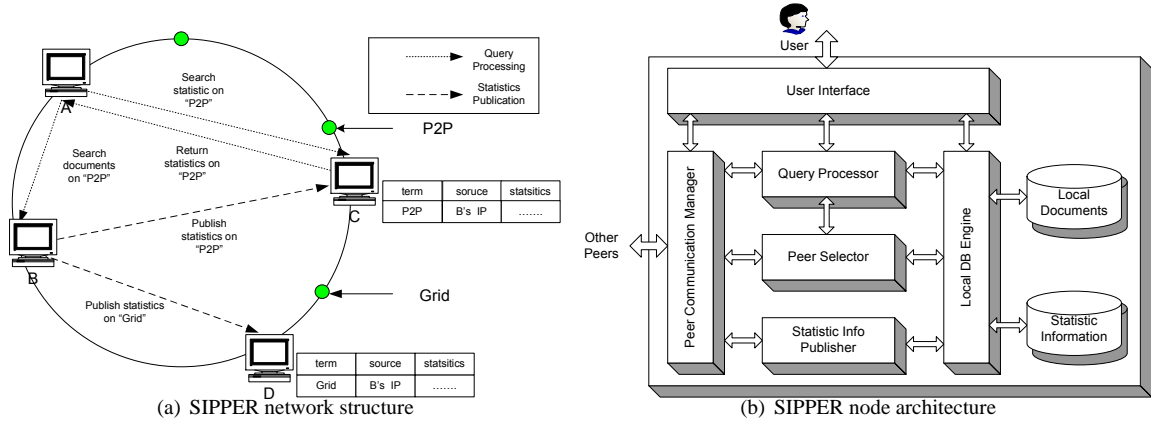 Query
Processing
Statistics
Publication
Search
statistic on
"P2P"
A
P2P
Search
documents
on "P2P"
Return
statistics on
"P2P"
C
term soruce statsitics
P2P B's IP .......
Publish
statistics on
"P2P"
B
Publish statistics
on "Grid"
Grid
D
term source statsitics
Grid B's IP .......
(a) SIPPER network structure
User
User Interface
Peer Communication Manager
Query Processor
Peer Selector
Statistic Info
Publisher
Local DB Engine
Local
Documents
Statistic
Information
Other
Peers
(b) SIPPER node architecture